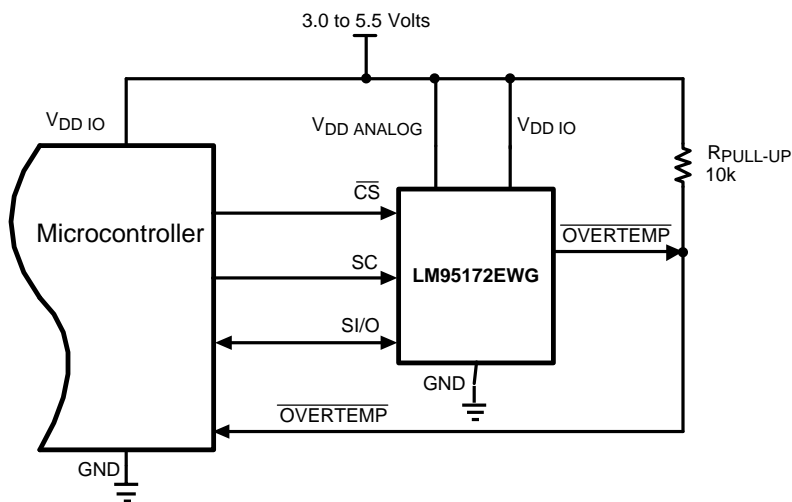 3.0 to 5.5 Volts
VDD IO
VDD ANALOG
VDD IO
RPULL-UP
10k
CS
OVERTEMP
Microcontroller
SC
LM95172EWG
SI/O
GND
OVERTEMP
GND